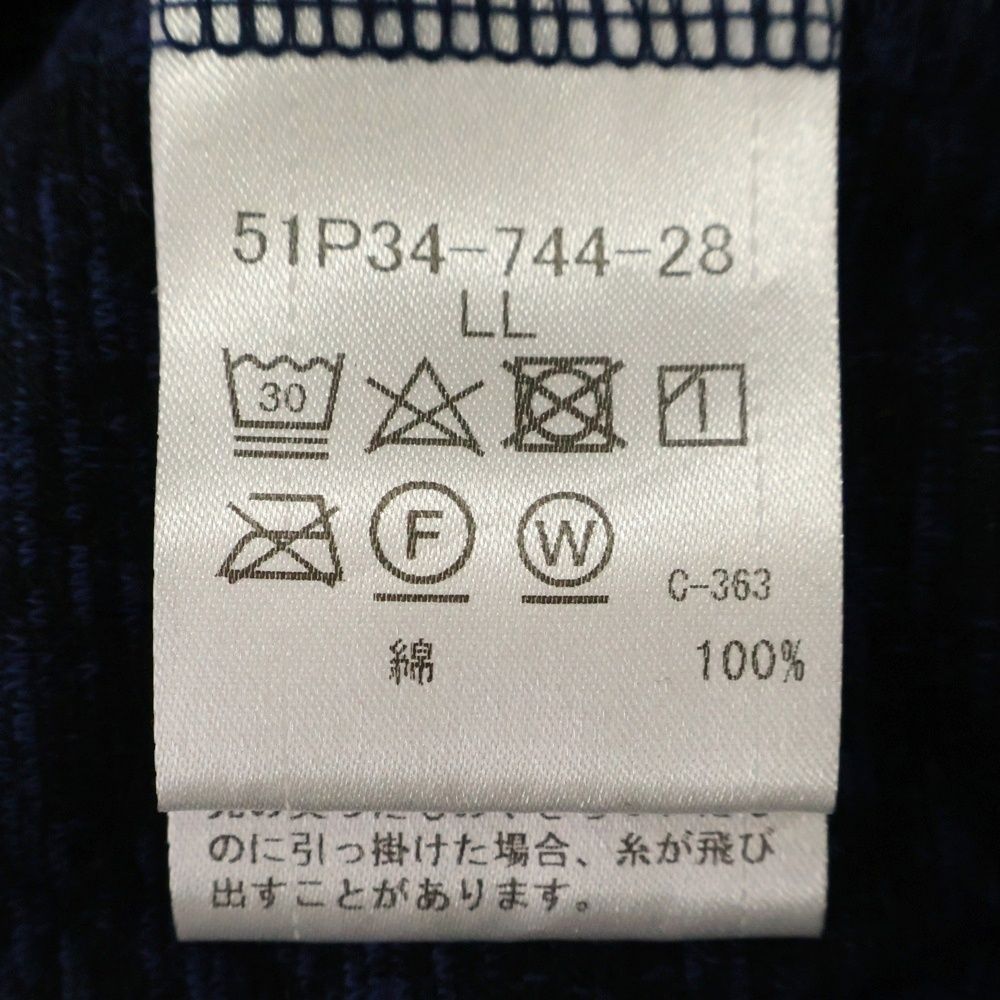 51P34-744-28
LL
30
F W C-363
綿 100%
のに引っ掛けた場合、糸が飛び
出すことがあります。